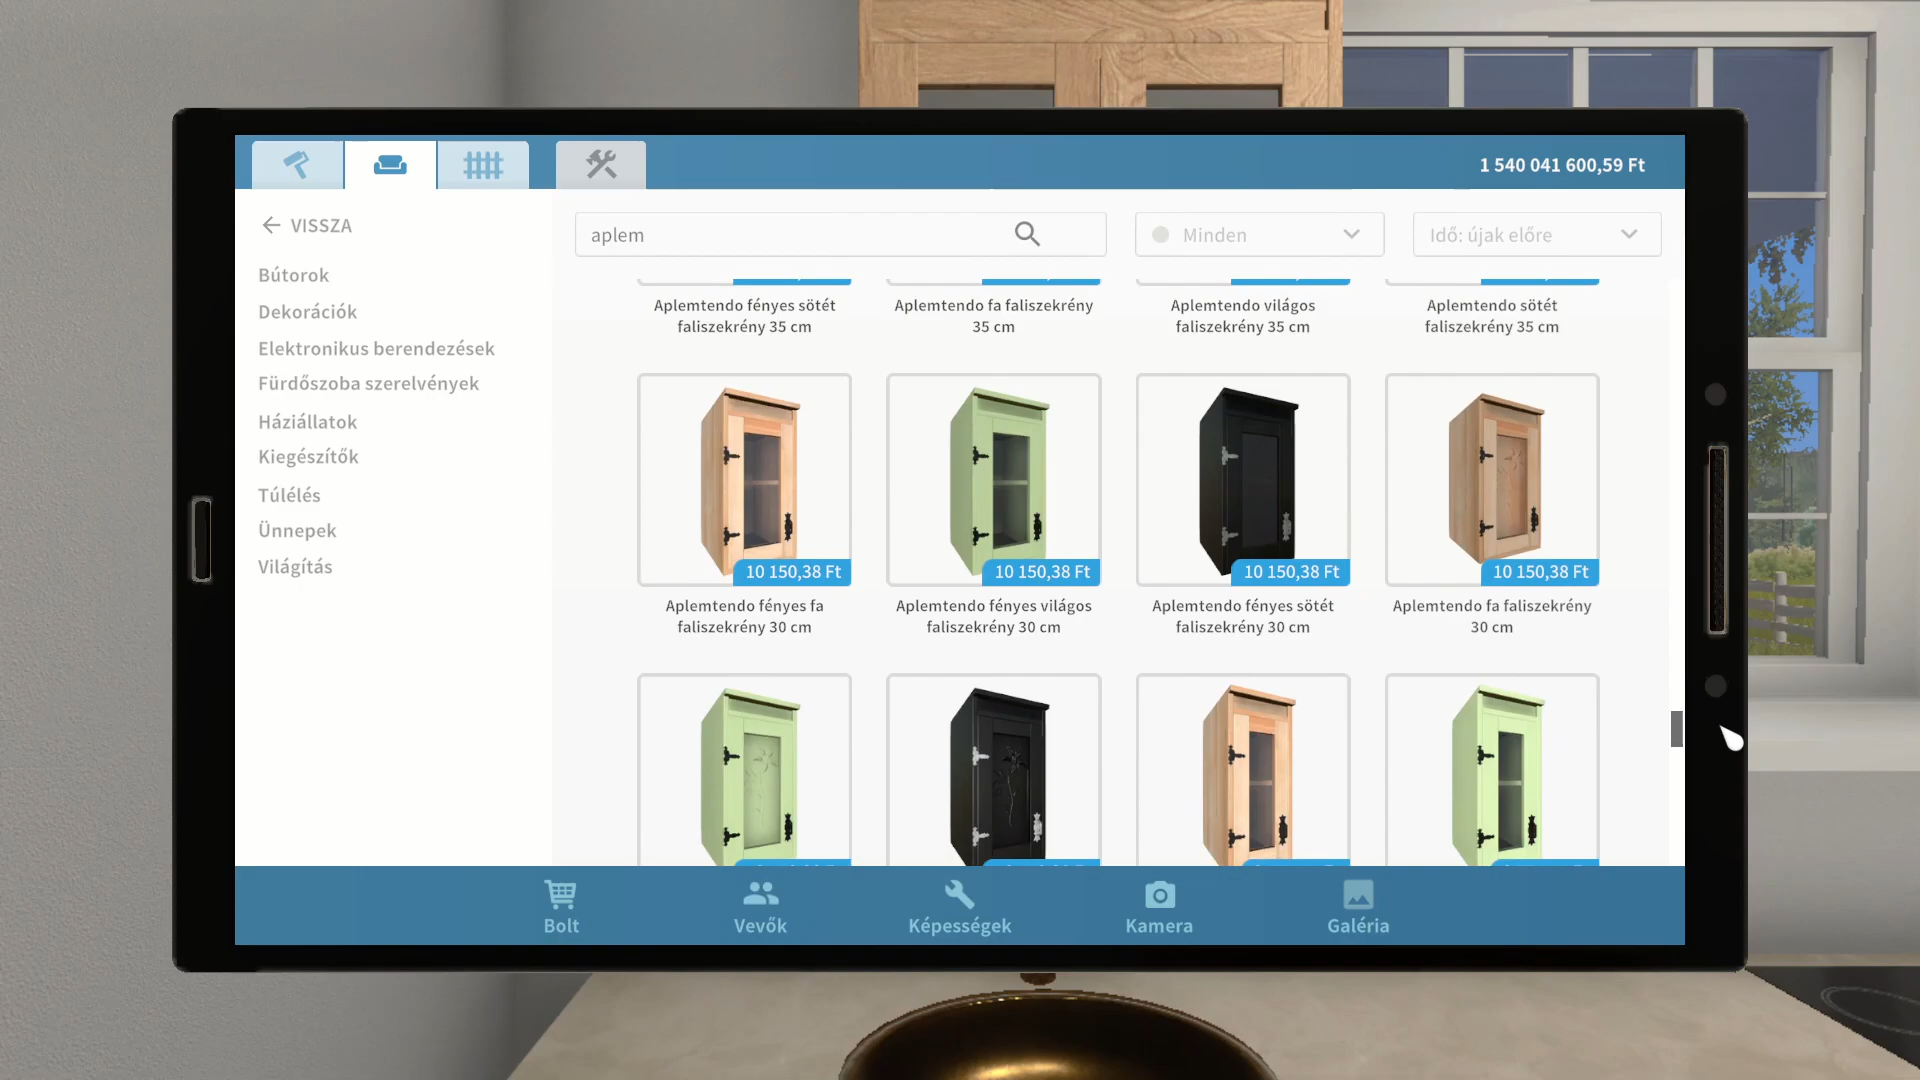 1 540 041 600,59 Ft
VISSZA
Bútorok
Dekorációk
Elektronikus berendezések
Fürdőszoba szerelvények
Háziállatok
Kiegészítők
Túlélés
Ünnepek
Világítás
aplem
Minden
Idő: újak előre
Aplemtendo fényes sötét
faliszekrény 35 cm
Aplemtendo fa faliszekrény
35 cm
Aplemtendo világos
faliszekrény 35 cm
Aplemtendo sötét
faliszekrény 35 cm
10 150,38 Ft
Aplemtendo fényes fa
faliszekrény 30 cm
10 150,38 Ft
Aplemtendo fényes világos
faliszekrény 30 cm
10 150,38 Ft
Aplemtendo fényes sötét
faliszekrény 30 cm
10 150,38 Ft
Aplemtendo fa faliszekrény
30 cm
Bolt
Vevők
Képességek
Kamera
Galéria